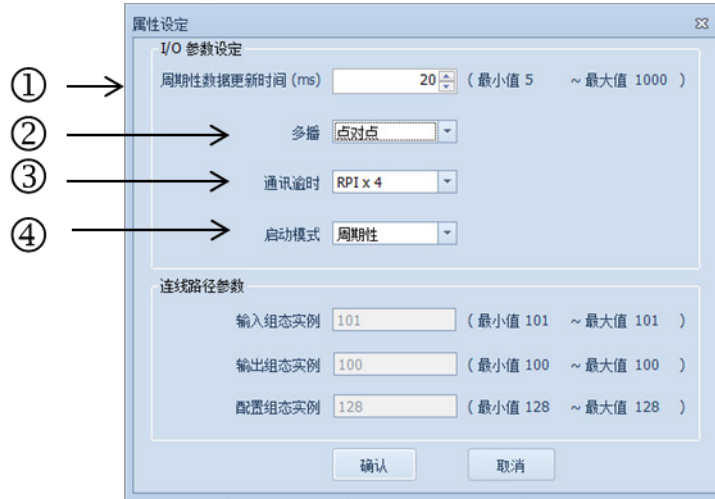 属性设定
I/O 参数设定
① 周期性数据更新时间 (ms) 20 ( 最小值 5 ~ 最大值 1000 )
② 多播 点对点
③ 通讯逾时 RPI x 4
④ 启动模式 周期性
连线路径参数
输入组态实例 101 ( 最小值 101 ~ 最大值 101 )
输出组态实例 100 ( 最小值 100 ~ 最大值 100 )
配置组态实例 128 ( 最小值 128 ~ 最大值 128 )
确认 取消